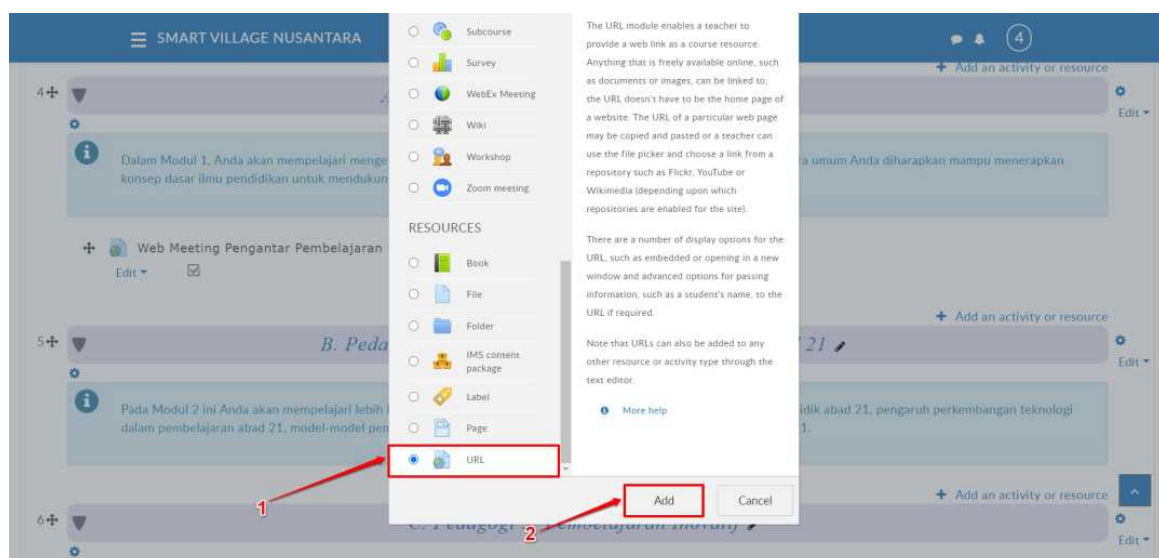 SMART VILLAGE NUSANTARA
4
Add an activity or resource
4
Edit
Dalam Modul 1, Anda akan mempelajari menge
ra umum Anda diharapkan mampu menerapkan
konsep dasar ilmu pendidikan untuk mendukun
Web Meeting Pengantar Pembelajaran
Edit
Add an activity or resource
5
B. Peda
21
Edit
Pada Modul 2 ini Anda akan mempelajari lebih
idik abad 21, pengaruh perkembangan teknologi
dalam pembelajaran abad 21, model-model pen
1.
Add an activity or resource
6
C. Pedagogi
Pembelajaran Inovatif
Edit
Subcourse
Survey
WebEx Meeting
Wiki
Workshop
Zoom meeting
RESOURCES
Book
File
Folder
IMS content
package
Label
Page
URL
The URL module enables a teacher to
provide a web link as a course resource.
Anything that is freely available online, such
as documents or images, can be linked to;
the URL doesn't have to be the home page of
a website. The URL of a particular web page
may be copied and pasted or a teacher can
use the file picker and choose a link from a
repository such as Flickr, YouTube or
Wikimedia (depending upon which
repositories are enabled for the site).
There are a number of display options for the
URL, such as embedded or opening in a new
window and advanced options for passing
information, such as a student's name, to the
URL if required.
Note that URLs can also be added to any
other resource or activity type through the
text editor.
More help
Add
Cancel
1
2